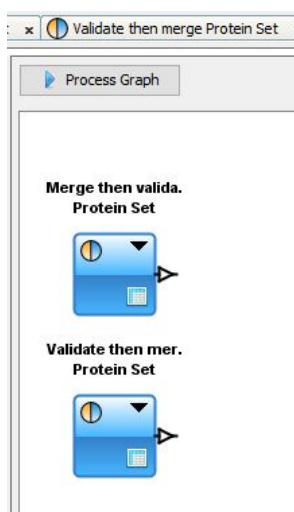 Validate then merge Protein Set
Process Graph
Merge then valida.
Protein Set
Validate then mer.
Protein Set